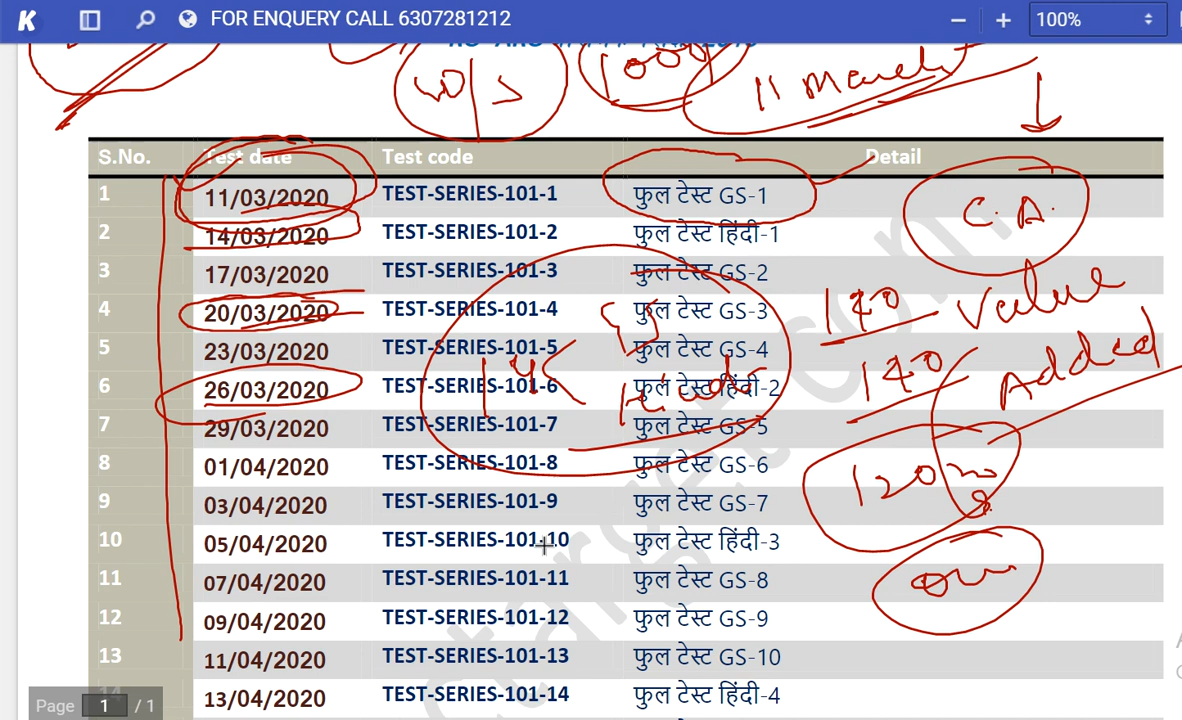 FOR ENQUERY CALL 6307281212
100%
11 March
S.No. Test date Test code Detail
1 11/03/2020 TEST-SERIES-101-1 फुल टेस्ट GS-1
2 14/03/2020 TEST-SERIES-101-2 फुल टेस्ट हिंदी-1
3 17/03/2020 TEST-SERIES-101-3 फुल टेस्ट GS-2
4 20/03/2020 TEST-SERIES-101-4 फुल टेस्ट GS-3
5 23/03/2020 TEST-SERIES-101-5 फुल टेस्ट GS-4
6 26/03/2020 TEST-SERIES-101-6 फुल टेस्ट हिंदी-2
7 29/03/2020 TEST-SERIES-101-7 फुल टेस्ट GS-5
8 01/04/2020 TEST-SERIES-101-8 फुल टेस्ट GS-6
9 03/04/2020 TEST-SERIES-101-9 फुल टेस्ट GS-7
10 05/04/2020 TEST-SERIES-101-10 फुल टेस्ट हिंदी-3
11 07/04/2020 TEST-SERIES-101-11 फुल टेस्ट GS-8
12 09/04/2020 TEST-SERIES-101-12 फुल टेस्ट GS-9
13 11/04/2020 TEST-SERIES-101-13 फुल टेस्ट GS-10
14 13/04/2020 TEST-SERIES-101-14 फुल टेस्ट हिंदी-4
C.A.
140 value
140 Added
120
Page 1 / 1